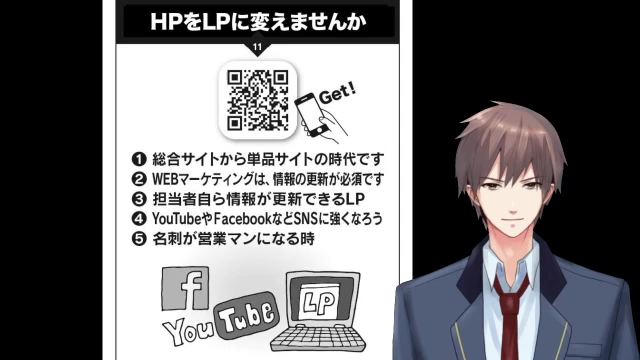 HPをLPに変えませんか
11
Get!
❶ 総合サイトから単品サイトの時代です
❷ WEBマーケティングは、情報の更新が必須です
❸ 担当者自ら情報が更新できるLP
❹ YouTubeやFacebookなどSNSに強くなろう
❺ 名刺が営業マンになる時
f
YouTube
LP